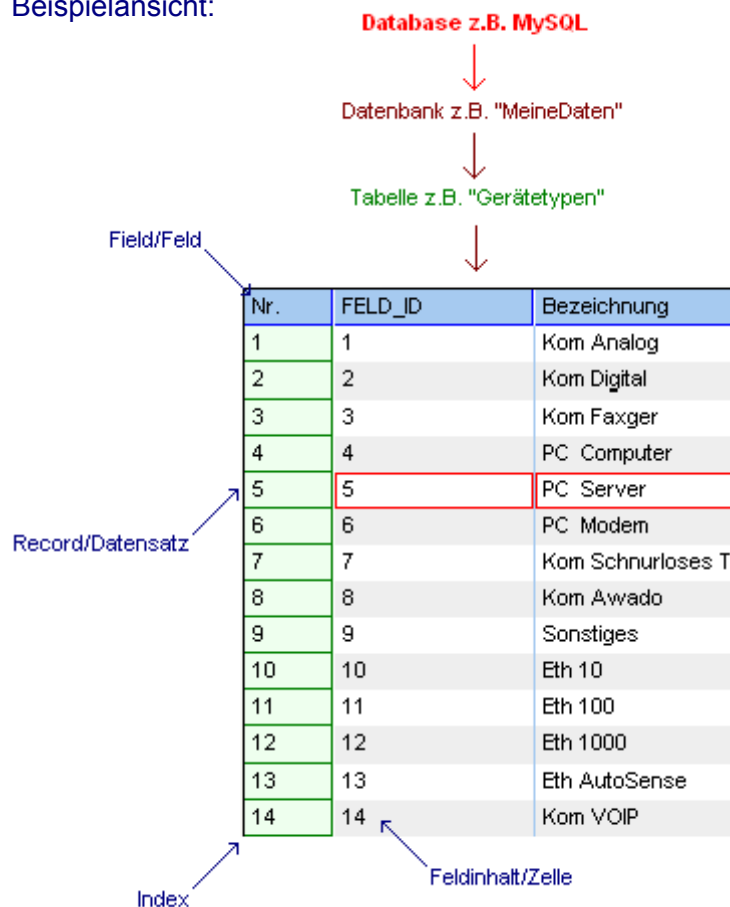 Beispielansicht:
Database z.B. MySQL
Datenbank z.B. "MeineDaten"
Tabelle z.B. "Gerätetypen"
Field/Feld
Nr. FELD_ID Bezeichnung
1 1 Kom Analog
2 2 Kom Digital
3 3 Kom Faxger
4 4 PC Computer
5 5 PC Server
Record/Datensatz
6 6 PC Modem
7 7 Kom Schnurloses T
8 8 Kom Awado
9 9 Sonstiges
10 10 Eth 10
11 11 Eth 100
12 12 Eth 1000
13 13 Eth AutoSense
14 14 Kom VOIP
Feldinhalt/Zelle
Index